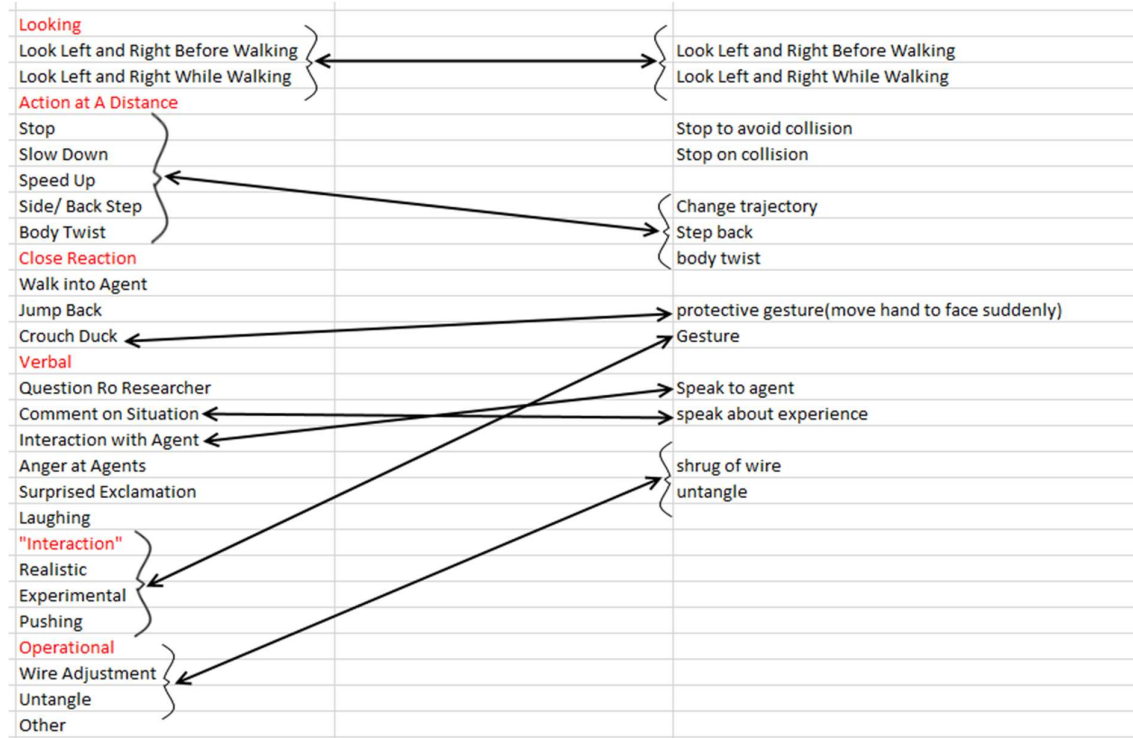 Looking
Look Left and Right Before Walking Look Left and Right Before Walking
Look Left and Right While Walking Look Left and Right While Walking
Action at A Distance
Stop Stop to avoid collision
Slow Down Stop on collision
Speed Up
Side/ Back Step Change trajectory
Body Twist Step back
Close Reaction body twist
Walk into Agent
Jump Back protective gesture(move hand to face suddenly)
Crouch Duck Gesture
Verbal
Question Ro Researcher Speak to agent
Comment on Situation speak about experience
Interaction with Agent
Anger at Agents shrug of wire
Surprised Exclamation untangle
Laughing
"Interaction"
Realistic
Experimental
Pushing
Operational
Wire Adjustment
Untangle
Other